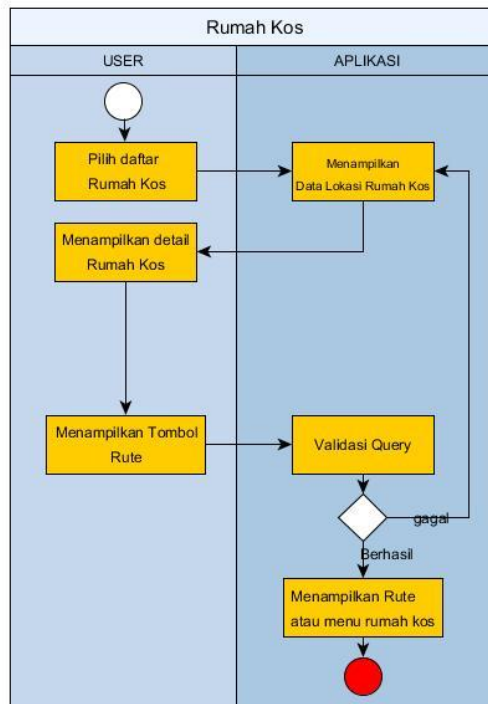 Rumah Kos
USER
APLIKASI
Pilih daftar
Rumah Kos
Menampilkan
Data Lokasi Rumah Kos
Menampilkan detail
Rumah Kos
Menampilkan Tombol
Rute
Validasi Query
gagal
Berhasil
Menampilkan Rute
atau menu rumah kos